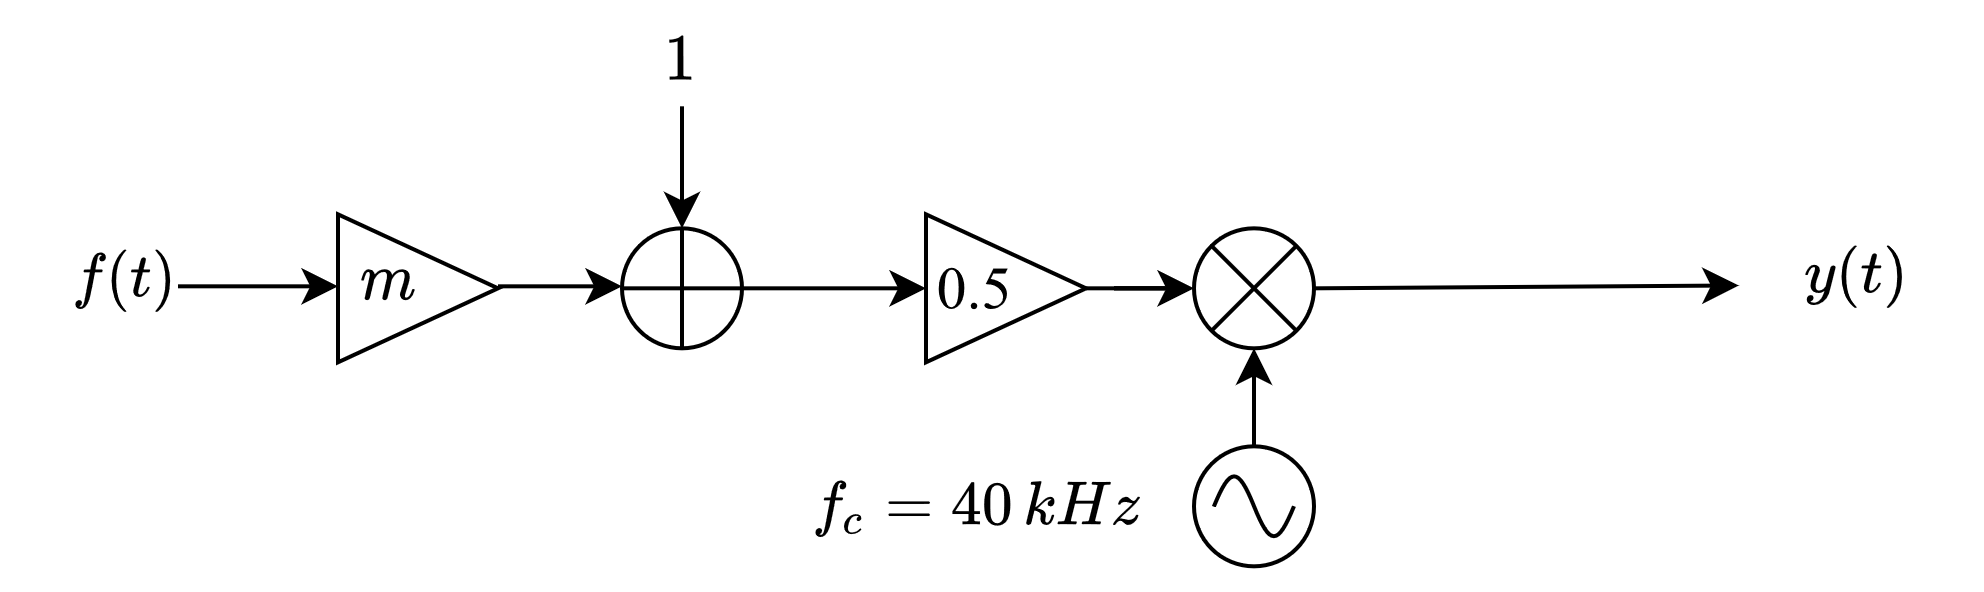 1
f(t)
m
0.5
y(t)
f_c = 40 kHz